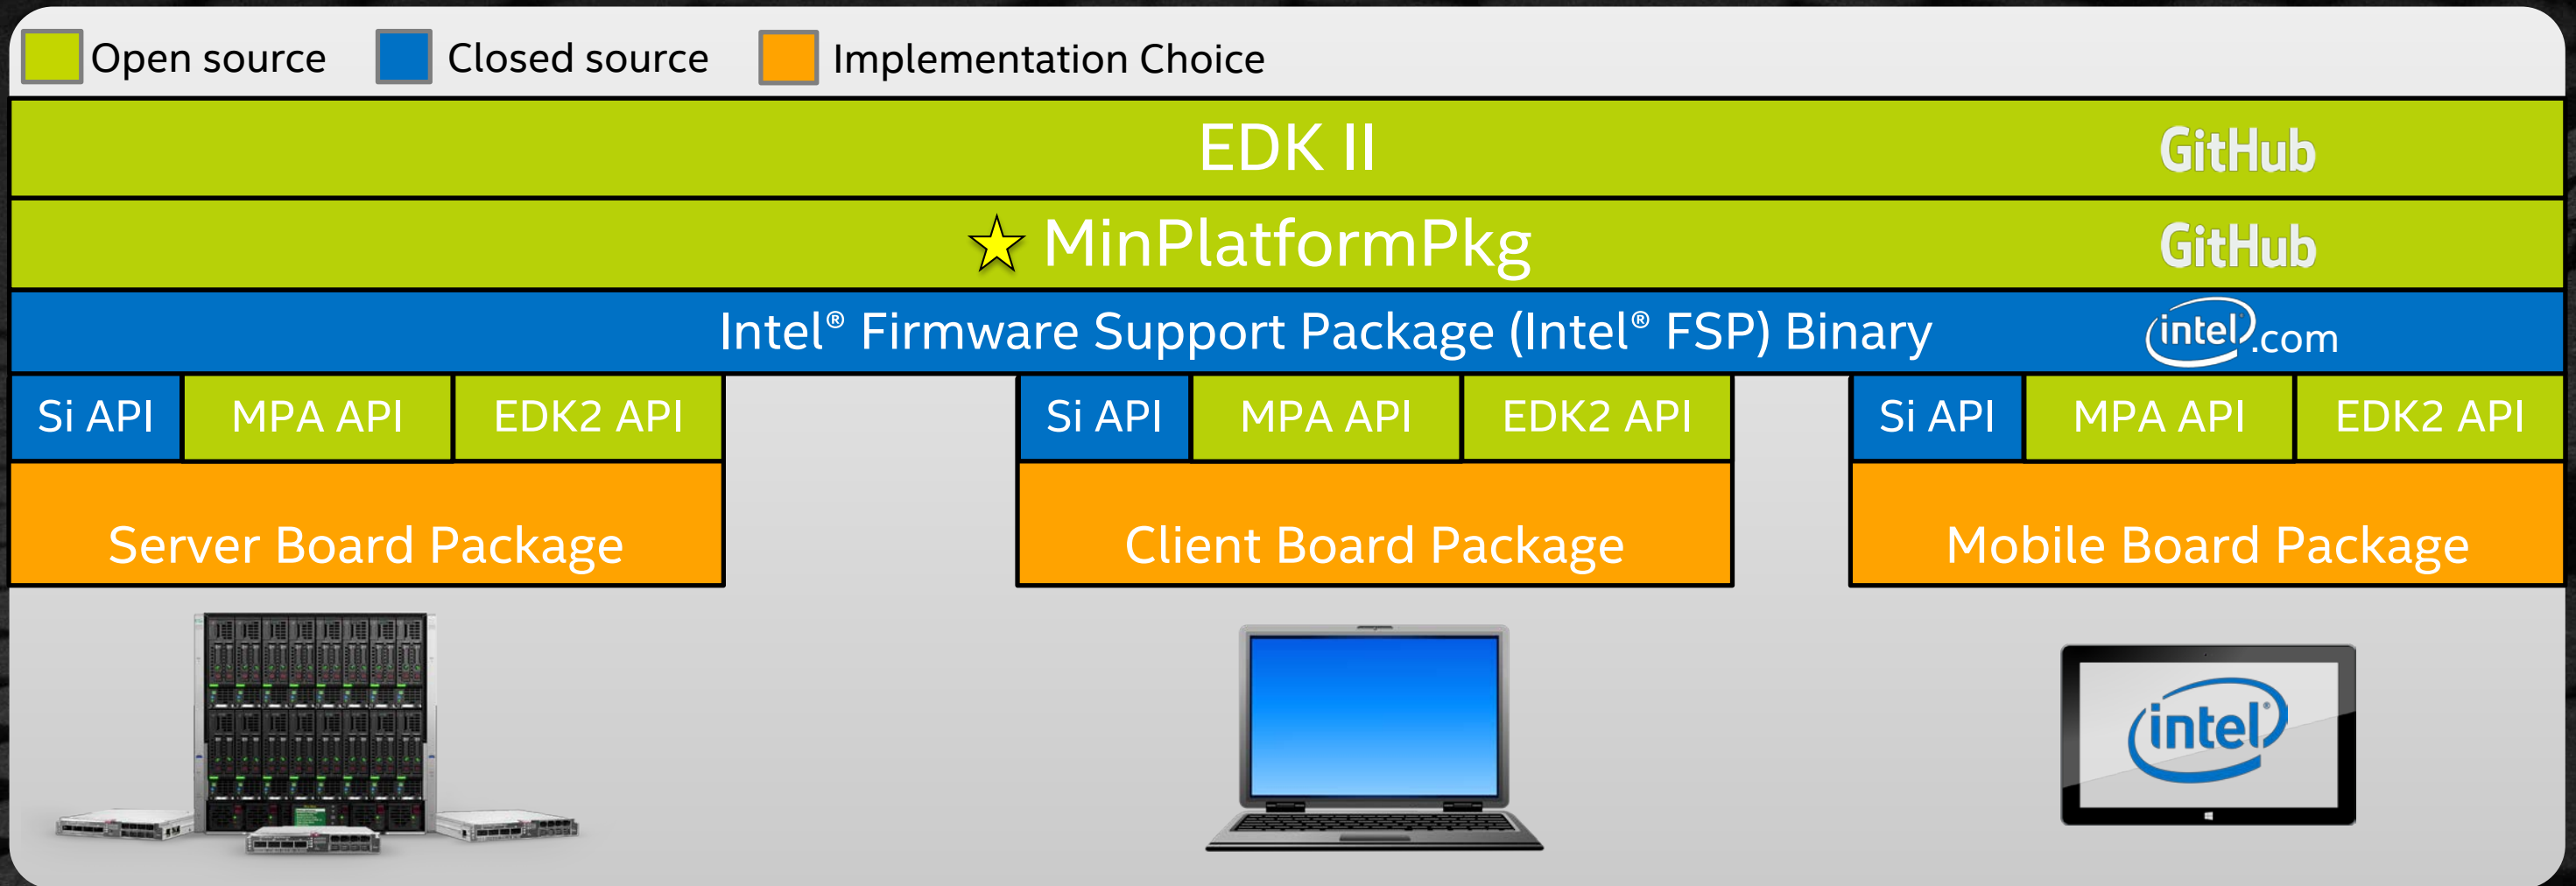 Open source Closed source Implementation Choice
EDK II GitHub
MinPlatformPkg GitHub
Intel® Firmware Support Package (Intel® FSP) Binary intel.com
Si API MPA API EDK2 API Si API MPA API EDK2 API Si API MPA API EDK2 API
Server Board Package Client Board Package Mobile Board Package
intel®